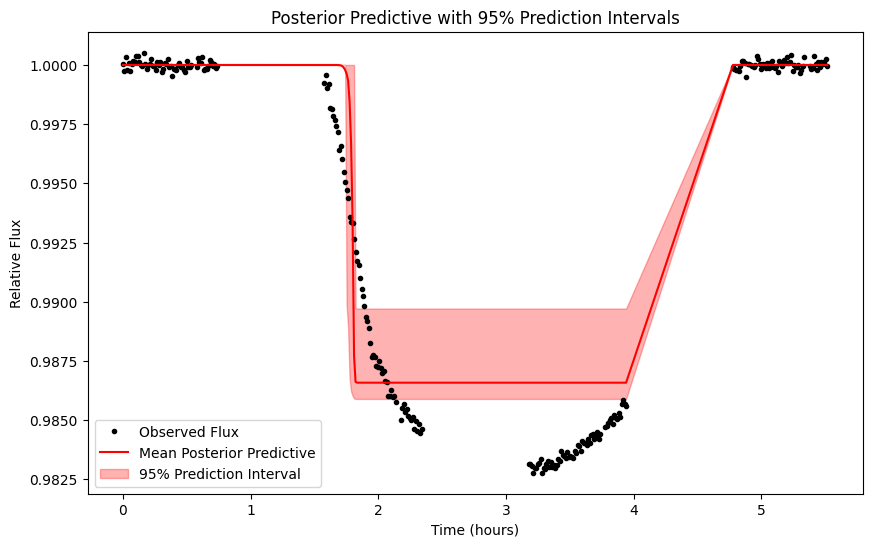 Posterior Predictive with 95% Prediction Intervals
Relative Flux
1.0000
0.9975
0.9950
0.9925
0.9900
0.9875
0.9850
0.9825
Observed Flux
Mean Posterior Predictive
95% Prediction Interval
0 1 2 3 4 5
Time (hours)